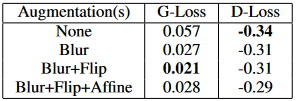 Augmentation(s) G-Loss D-Loss
None 0.057 -0.34
Blur 0.027 -0.31
Blur+Flip 0.021 -0.31
Blur+Flip+Affine 0.028 -0.29